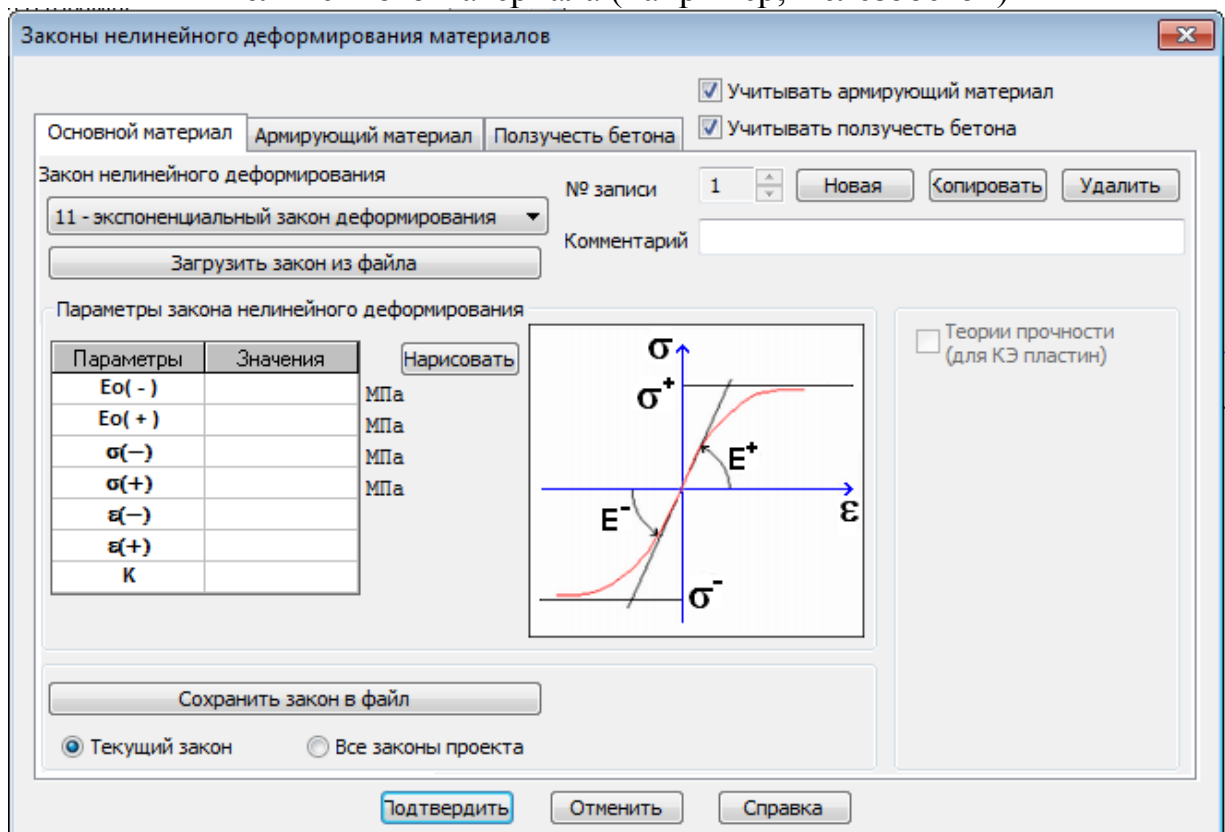 Законы нелинейного деформирования материалов
Учитывать армирующий материал
Учитывать ползучесть бетона
Основной материал
Армирующий материал
Ползучесть бетона
Закон нелинейного деформирования
11 - экспоненциальный закон деформирования
Загрузить закон из файла
№ записи
1
Новая
Копировать
Удалить
Комментарий
Параметры закона нелинейного деформирования
Параметры Значения
Eo( - ) МПа
Eo( + ) МПа
σ(−) МПа
σ(+) МПа
ε(−)
ε(+)
K
Нарисовать
σ
σ⁺
E⁺
E⁻
ε
σ⁻
Теории прочности
(для КЭ пластин)
Сохранить закон в файл
Текущий закон
Все законы проекта
Подтвердить
Отменить
Справка